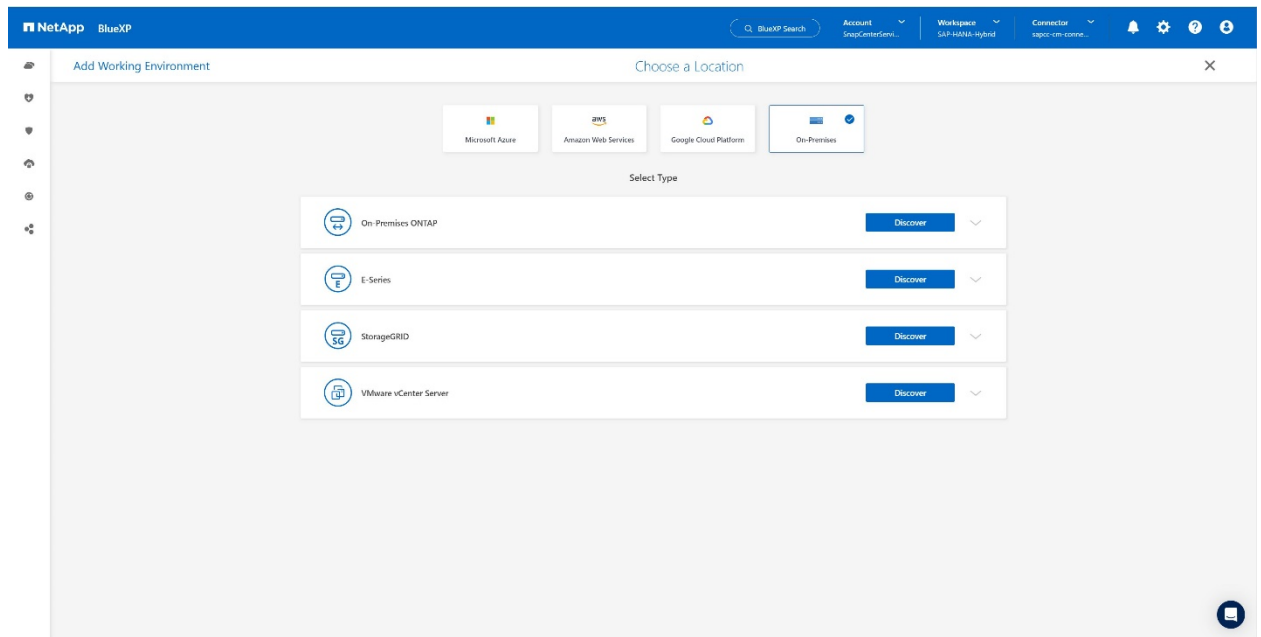 NetApp BlueXP
BlueXP Search
Account
SnapCenterServi...
Workspace
SAP-HANA-Hybrid
Connector
sapcc-cm-conne...
Add Working Environment
Choose a Location
Microsoft Azure
aws
Amazon Web Services
Google Cloud Platform
On-Premises
Select Type
On-Premises ONTAP
Discover
E
E-Series
Discover
SG
StorageGRID
Discover
VMware vCenter Server
Discover